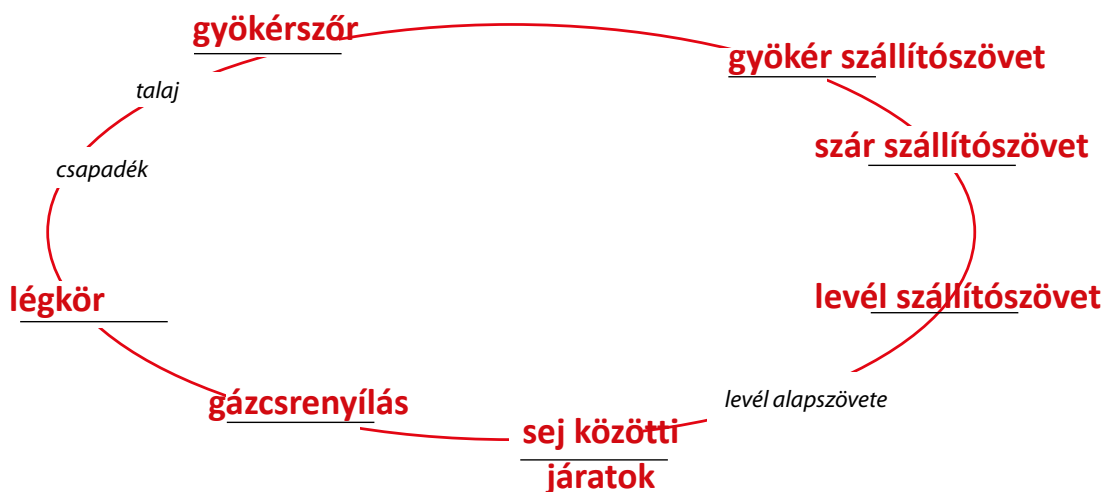 gyökérszőr
gyökér szállítószövet
talaj
szár szállítószövet
csapadék
légkör
levél szállítószövet
gázcsrenyílás
levél alapszövete
sej közötti
járatok